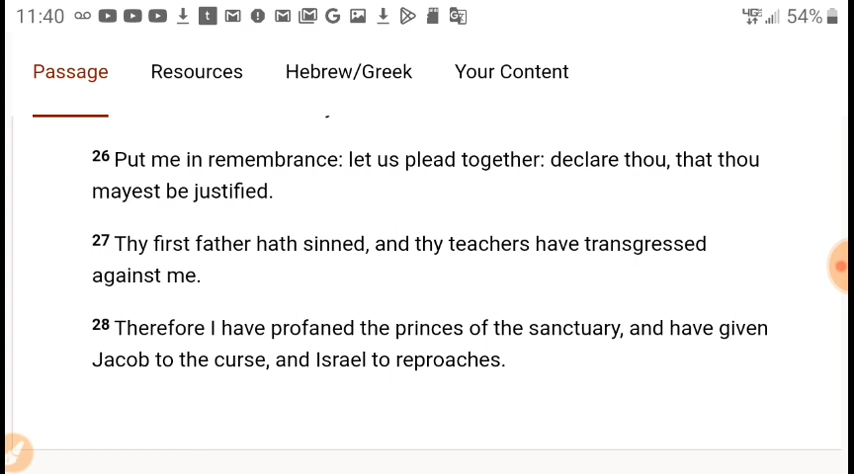 11:40 54%
Passage Resources Hebrew/Greek Your Content
26 Put me in remembrance: let us plead together: declare thou, that thou
mayest be justified.
27 Thy first father hath sinned, and thy teachers have transgressed
against me.
28 Therefore I have profaned the princes of the sanctuary, and have given
Jacob to the curse, and Israel to reproaches.